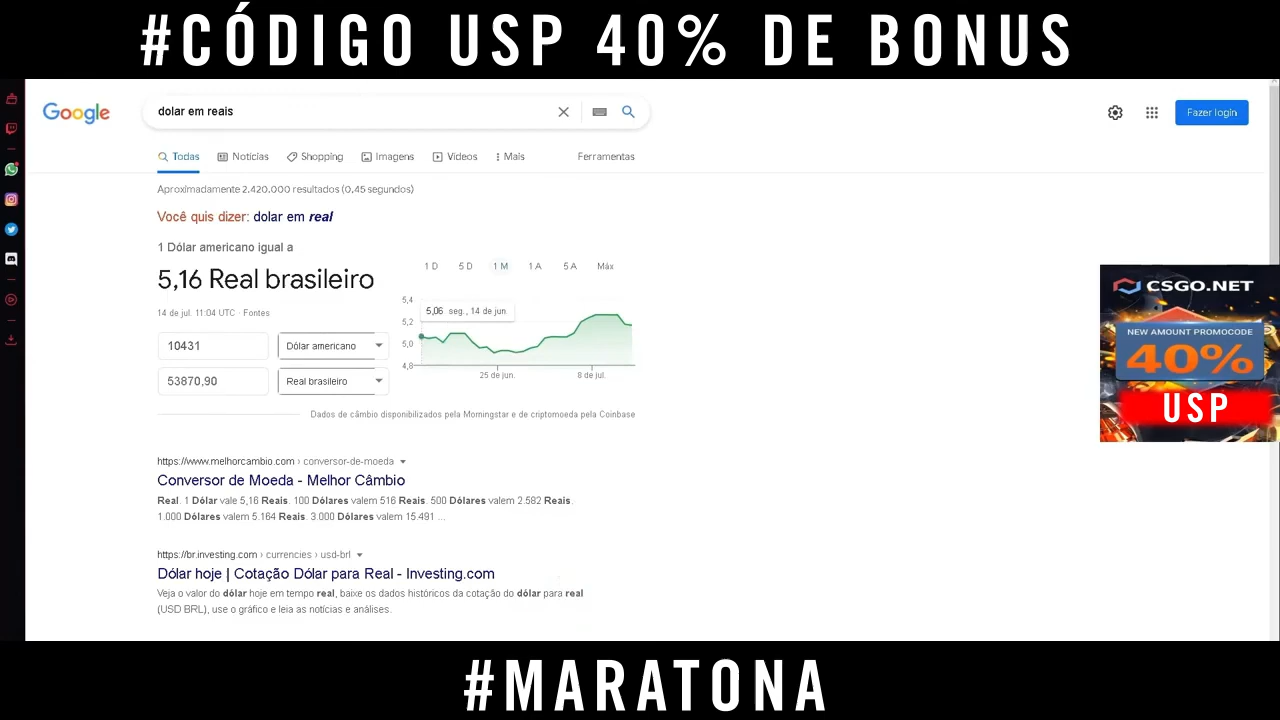 #CÓDIGO USP 40% DE BONUS
Google
dolar em reais
Fazer login
Todas
Notícias
Shopping
Imagens
Vídeos
Mais
Ferramentas
Aproximadamente 2.420.000 resultados (0,45 segundos)
Você quis dizer: dolar em real
1 Dólar americano igual a
5,16 Real brasileiro
14 de jul. 11:04 UTC · Fontes
10431
Dólar americano
53870,90
Real brasileiro
1 D
5 D
1 M
1 A
5 A
Máx
5,4
5,2
5,0
4,8
5,06 seg., 14 de jun
25 de jun.
8 de jul.
Dados de câmbio disponibilizados pela Morningstar e de criptomoeda pela Coinbase
https://www.melhorcambio.com › conversor-de-moeda
Conversor de Moeda - Melhor Câmbio
Real. 1 Dólar vale 5,16 Reais. 100 Dólares valem 516 Reais. 500 Dólares valem 2.582 Reais.
1.000 Dólares valem 5.164 Reais. 3.000 Dólares valem 15.491 ...
https://br.investing.com › currencies › usd-brl
Dólar hoje | Cotação Dólar para Real - Investing.com
Veja o valor do dólar hoje em tempo real, baixe os dados históricos da cotação do dólar para real
(USD BRL), use o gráfico e leia as notícias e análises.
CSGO.NET
NEW AMOUNT PROMOCODE
40%
USP
#MARATONA